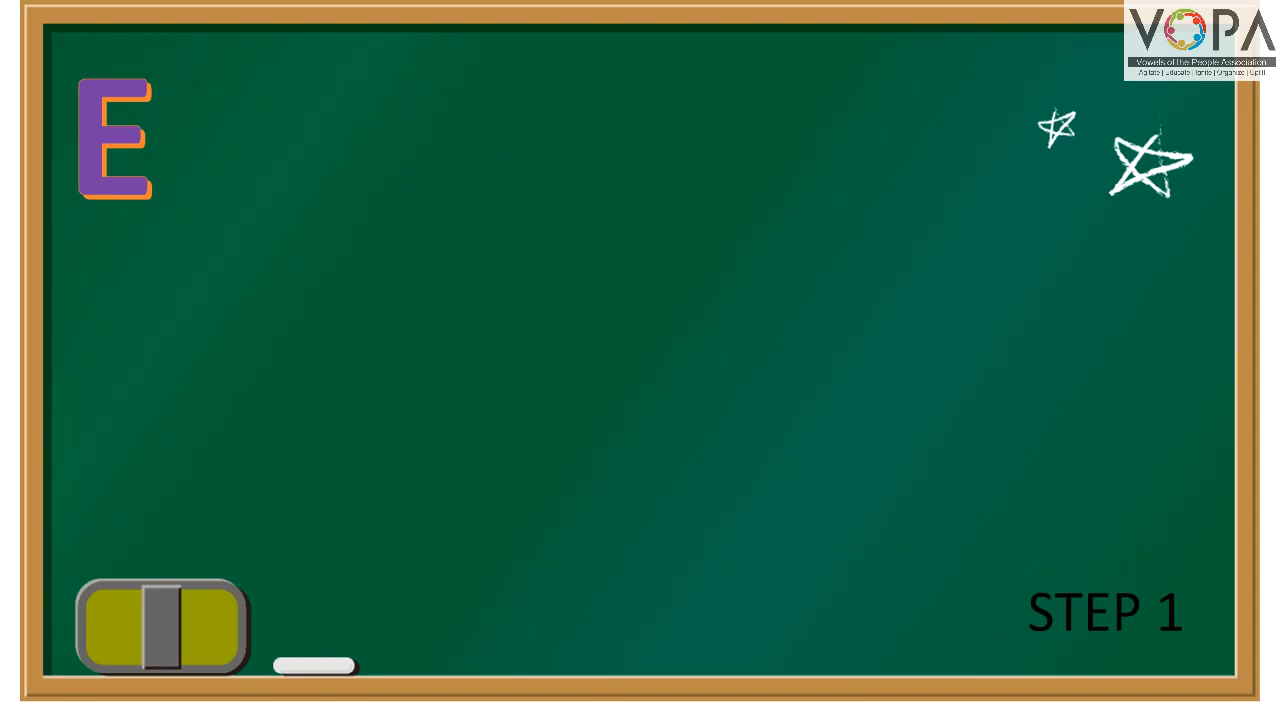 VOPA
Vowels of the People Association
Agitate | Educate | Ignite | Organize | Uplift
E
STEP 1